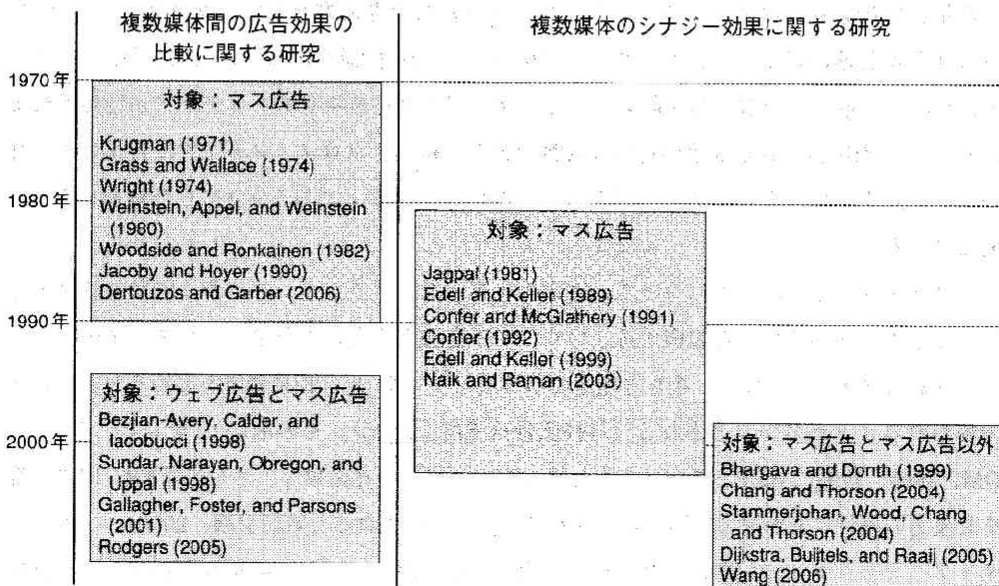 複数媒体間の広告効果の
比較に関する研究
複数媒体のシナジー効果に関する研究
1970年
対象：マス広告
Krugman (1971)
Grass and Wallace (1974)
Wright (1974)
Weinstein, Appel, and Weinstein
(1980)
Woodside and Ronkainen (1982)
Jacoby and Hoyer (1990)
Dertouzos and Garber (2006)
1980年
対象：マス広告
Jagpal (1981)
Edell and Keller (1989)
Confer and McGlathery (1991)
Confer (1992)
Edell and Keller (1999)
Naik and Raman (2003)
1990年
対象：ウェブ広告とマス広告
Bezjian-Avery, Calder, and
Iacobucci (1998)
Sundar, Narayan, Obregon, and
Uppal (1998)
Gallagher, Foster, and Parsons
(2001)
Rodgers (2005)
2000年
対象：マス広告とマス広告以外
Bhargava and Donth (1999)
Chang and Thorson (2004)
Stammerjohan, Wood, Chang
and Thorson (2004)
Dijkstra, Buijtels, and Raaij (2005)
Wang (2006)